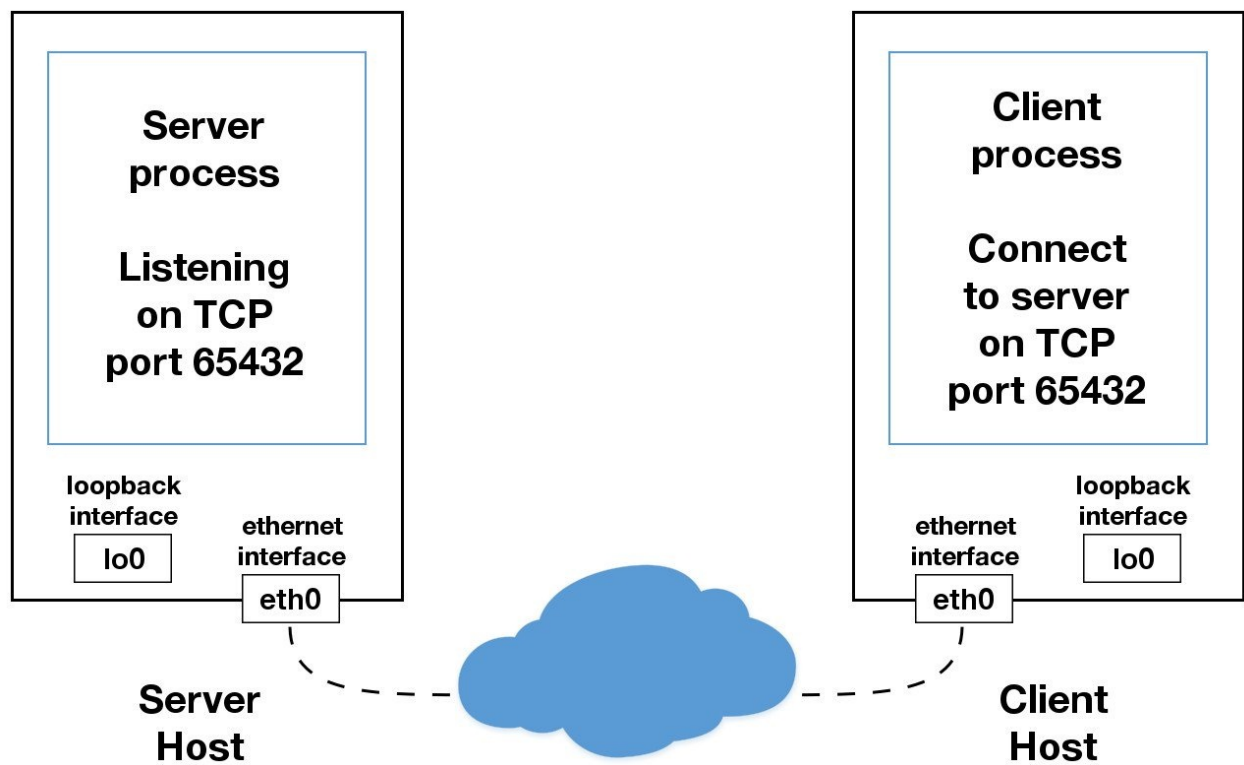 Server
process
Listening
on TCP
port 65432
loopback
interface
lo0
ethernet
interface
eth0
Server
Host
Client
process
Connect
to server
on TCP
port 65432
ethernet
interface
eth0
loopback
interface
lo0
Client
Host